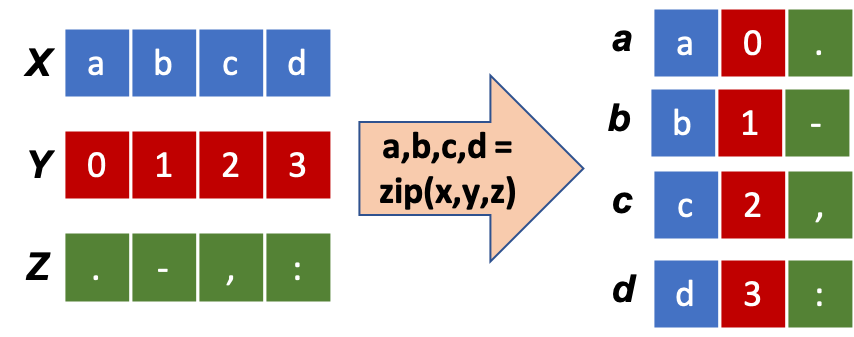 X a b c d
Y 0 1 2 3
Z . - , :
a,b,c,d =
zip(x,y,z)
a a 0 .
b b 1 -
c c 2 ,
d d 3 :